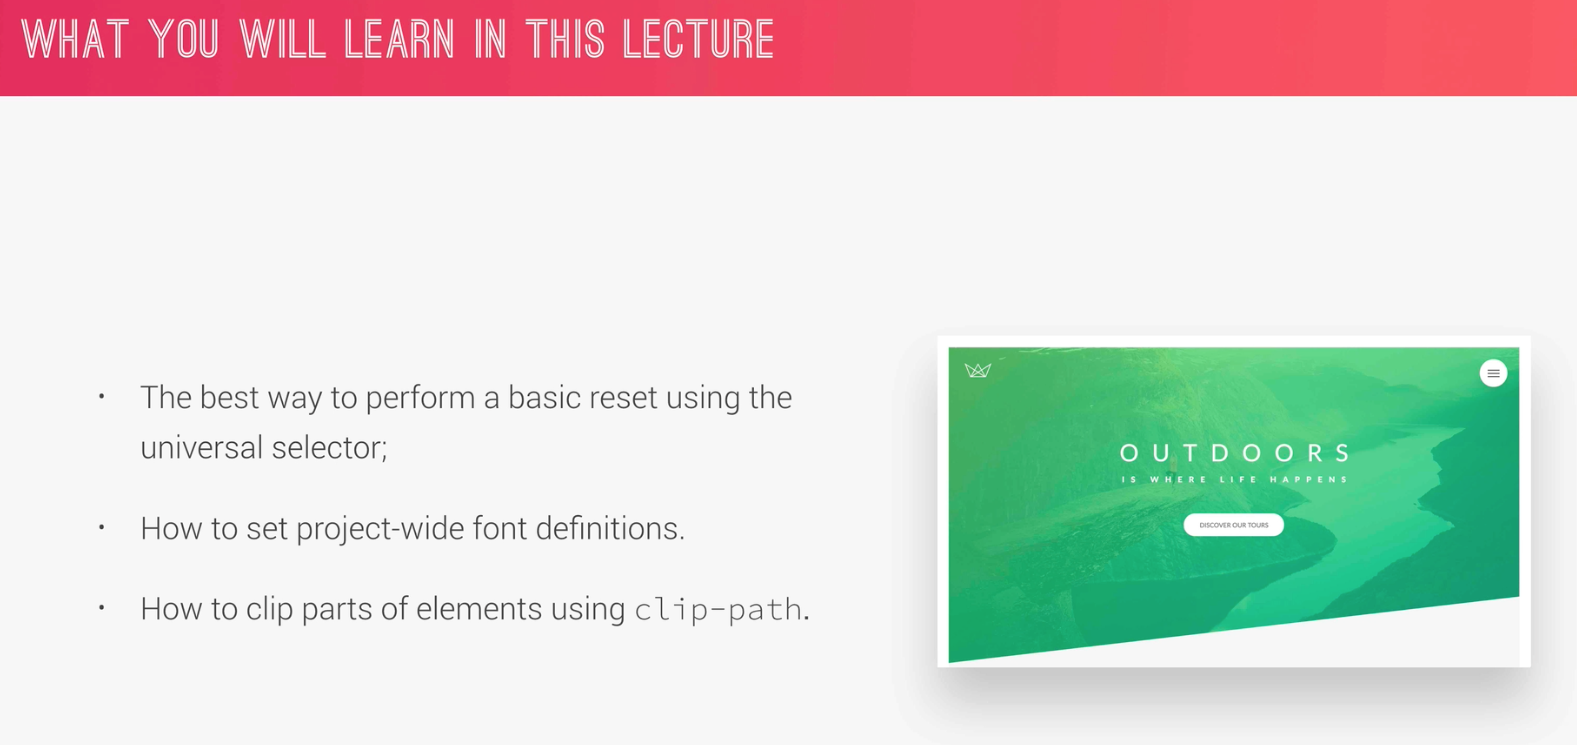 WHAT YOU WILL LEARN IN THIS LECTURE
• The best way to perform a basic reset using the
universal selector;
• How to set project-wide font definitions.
• How to clip parts of elements using clip-path.
OUTDOORS
IS WHERE LIFE HAPPENS
DISCOVER OUR TOURS